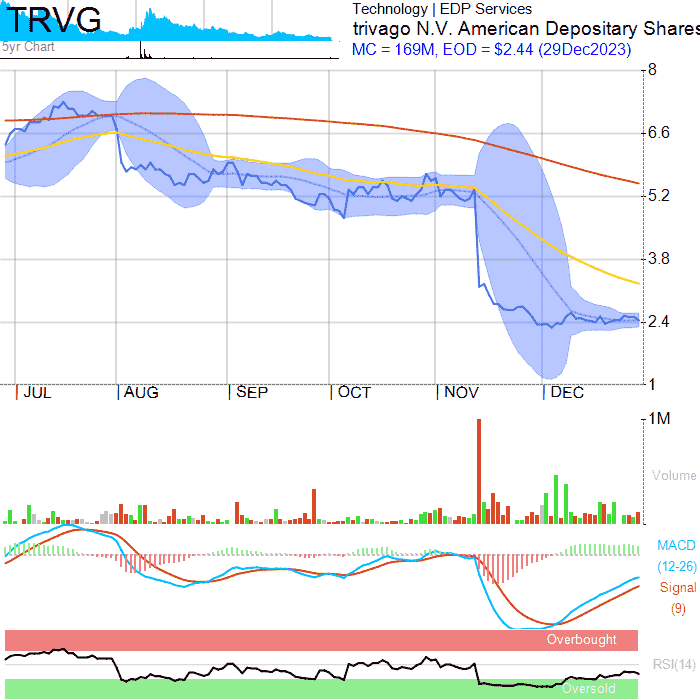 TRVG
5yr Chart
Technology | EDP Services
trivago N.V. American Depositary Shares
MC = 169M, EOD = $2.44 (29Dec2023)
8
6.6
5.2
3.8
2.4
1
JUL AUG SEP OCT NOV DEC
1M
Volume
MACD
(12-26)
Signal
(9)
Overbought
RSI(14)
Oversold